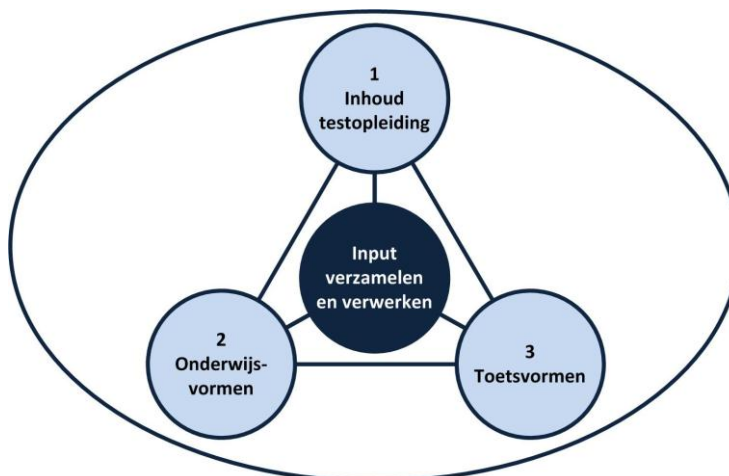 1
Inhoud
testopleiding
Input
verzamelen
en verwerken
2
Onderwijs-
vormen
3
Toetsvormen